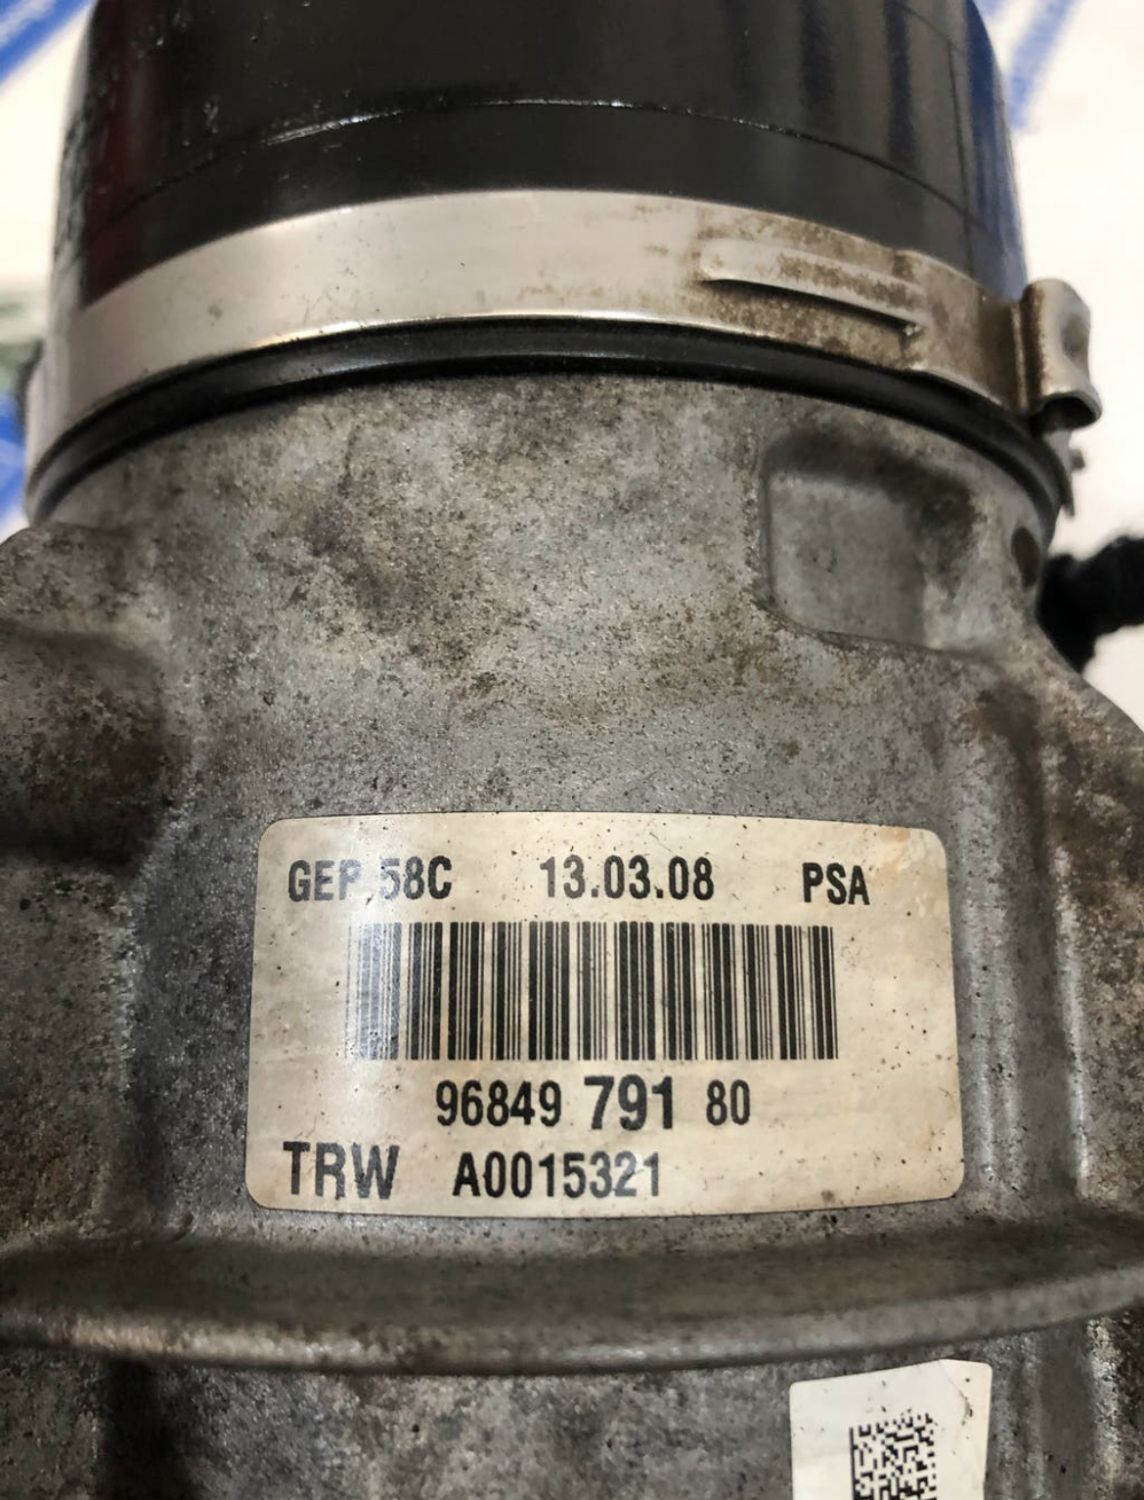 GEP 58C 13.03.08 PSA
96849 791 80
TRW A0015321